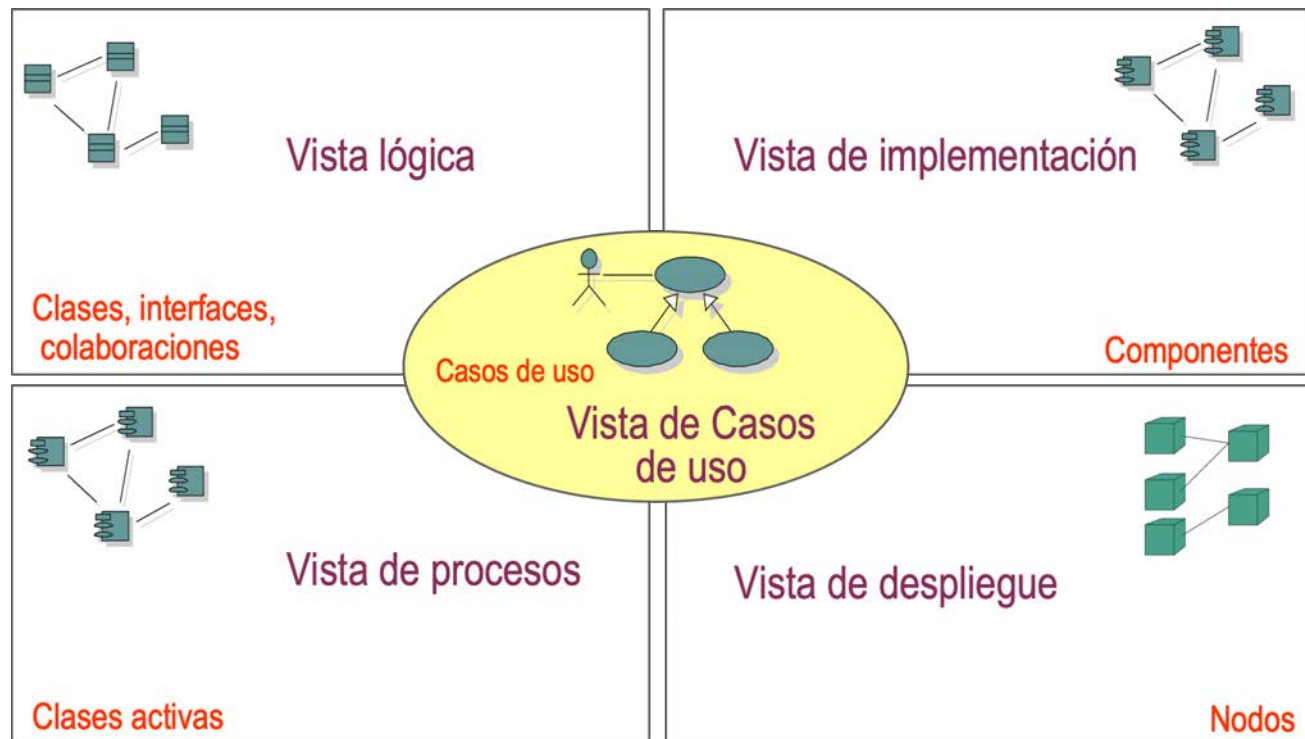 Vista lógica
Clases, interfaces,
colaboraciones
Vista de implementación
Componentes
Casos de uso
Vista de Casos
de uso
Vista de procesos
Clases activas
Vista de despliegue
Nodos